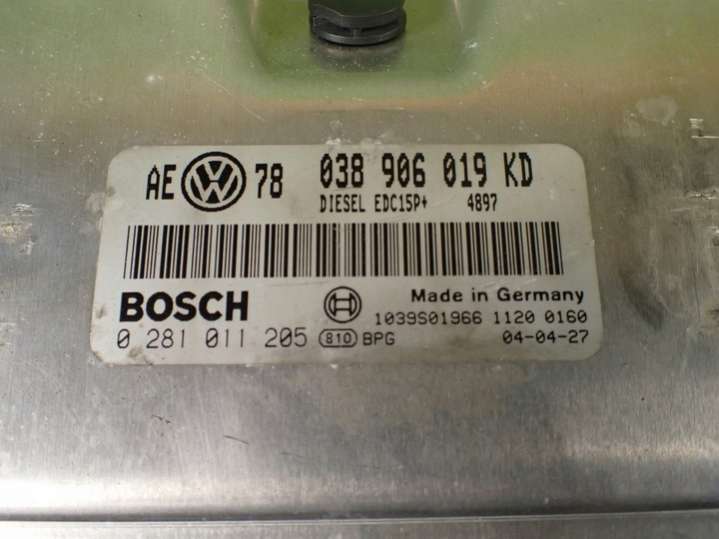 AE VW 78 038 906 019 KD
DIESEL EDC15P+ 4897
BOSCH Made in Germany
1039S01966 1120 0160
0 281 011 205 810 BPG 04-04-27